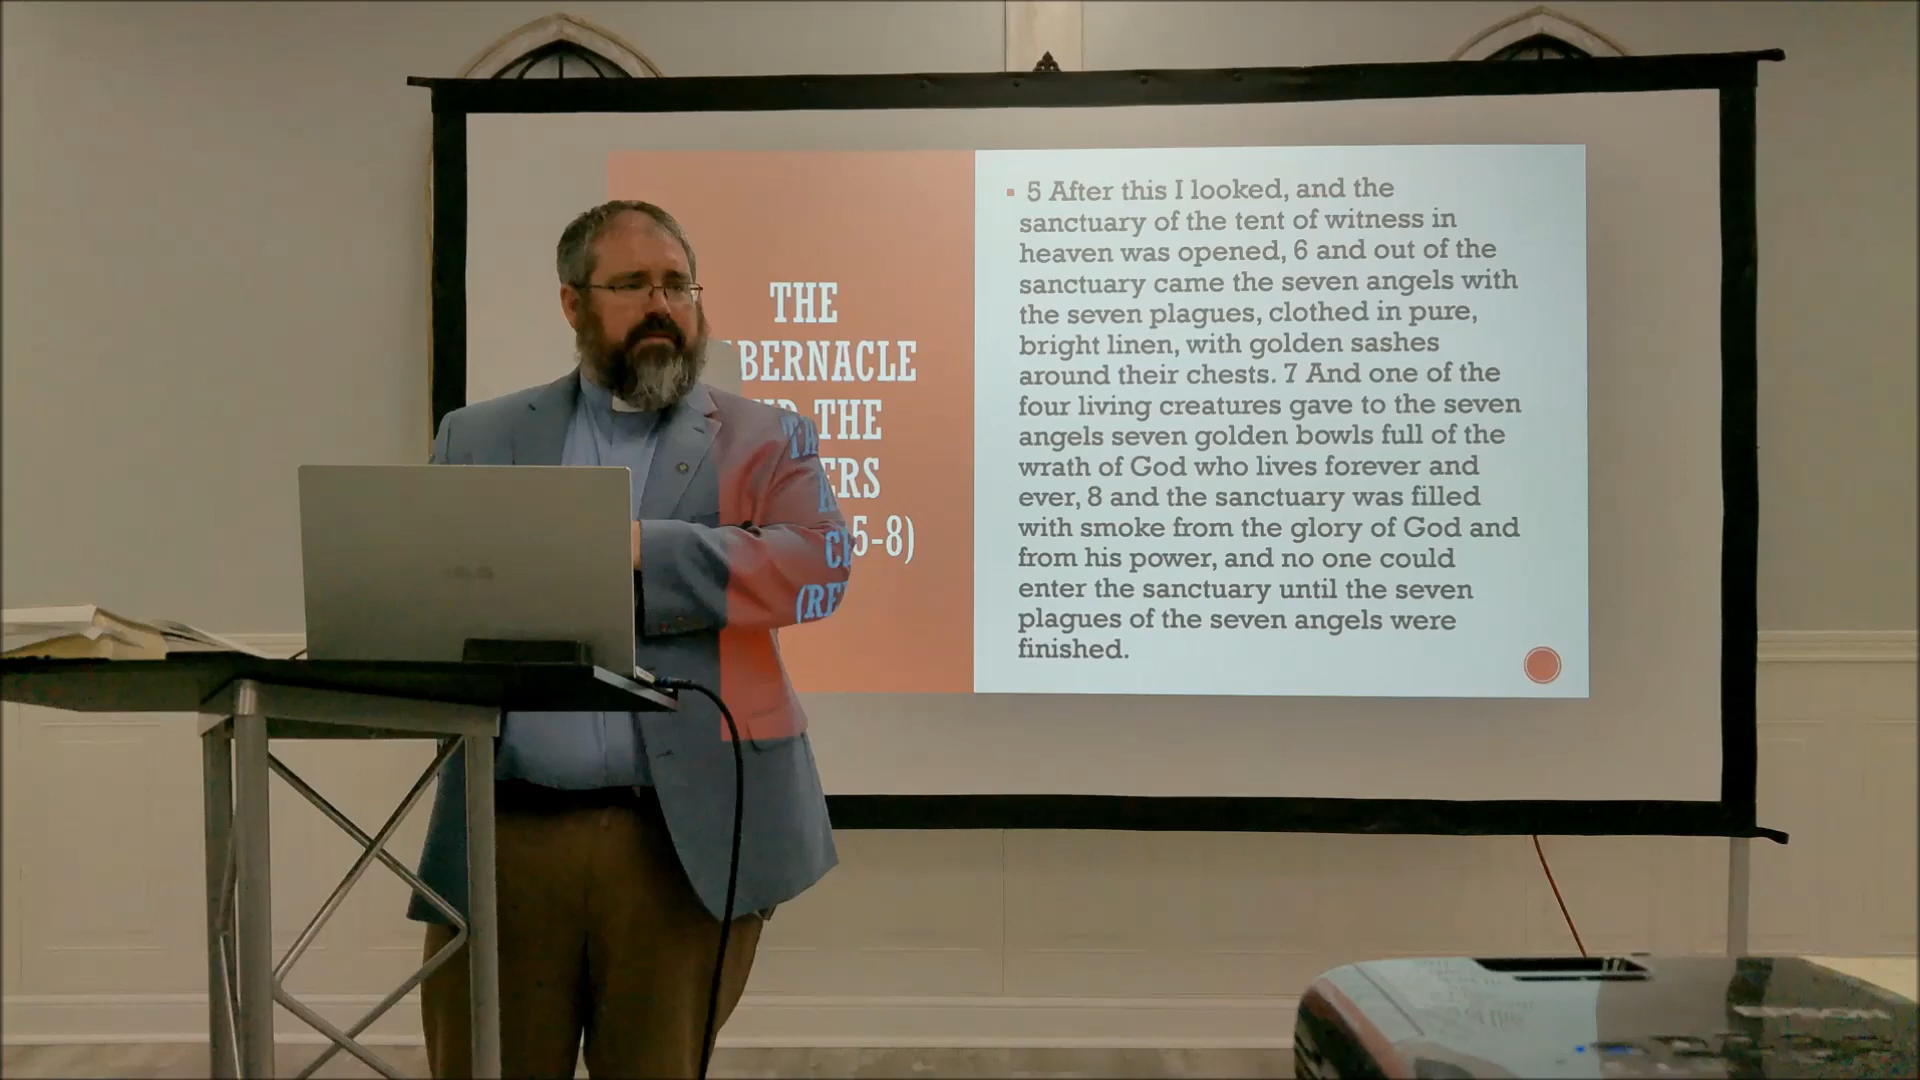 THE
BERNACLE
THE
ERS
5-8)
5 After this I looked, and the
sanctuary of the tent of witness in
heaven was opened, 6 and out of the
sanctuary came the seven angels with
the seven plagues, clothed in pure,
bright linen, with golden sashes
around their chests. 7 And one of the
four living creatures gave to the seven
angels seven golden bowls full of the
wrath of God who lives forever and
ever, 8 and the sanctuary was filled
with smoke from the glory of God and
from his power, and no one could
enter the sanctuary until the seven
plagues of the seven angels were
finished.
TA
A
CE
(RE